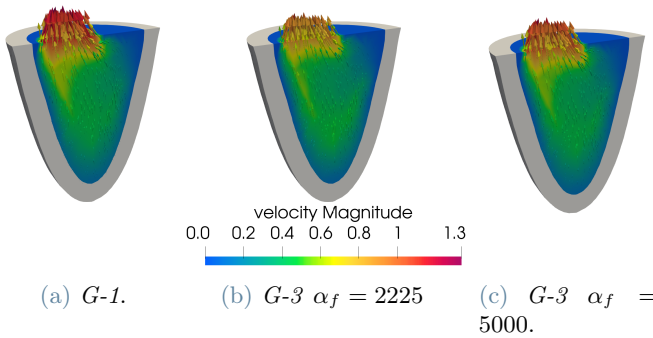 velocity Magnitude
0.0 0.2 0.4 0.6 0.8 1 1.3
(a) G-1.
(b) G-3 α_f = 2225
(c) G-3 α_f =
5000.